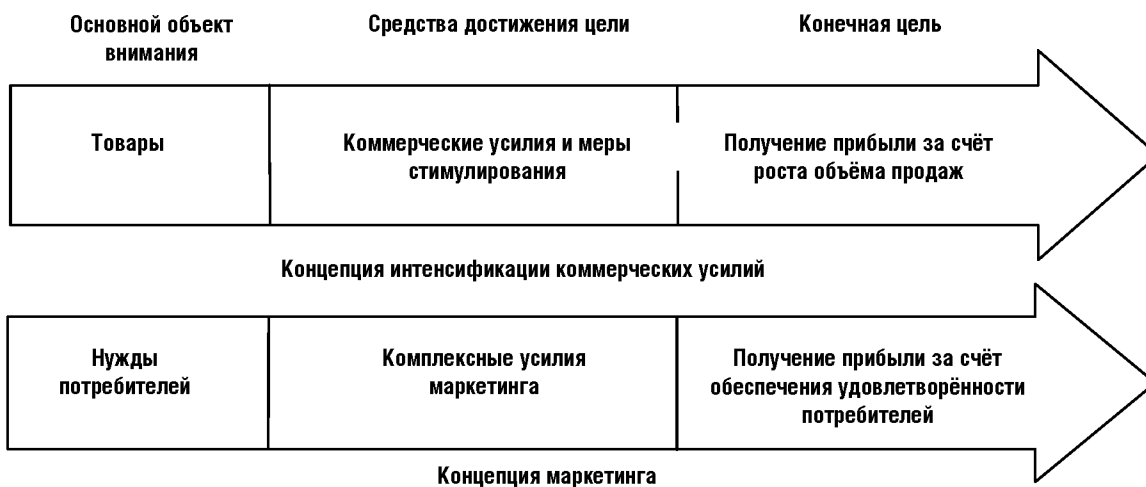 Основной объект
внимания
Средства достижения цели
Конечная цель
Товары
Коммерческие усилия и меры
стимулирования
Получение прибыли за счёт
роста объёма продаж
Концепция интенсификации коммерческих усилий
Нужды
потребителей
Комплексные усилия
маркетинга
Получение прибыли за счёт
обеспечения удовлетворённости
потребителей
Концепция маркетинга